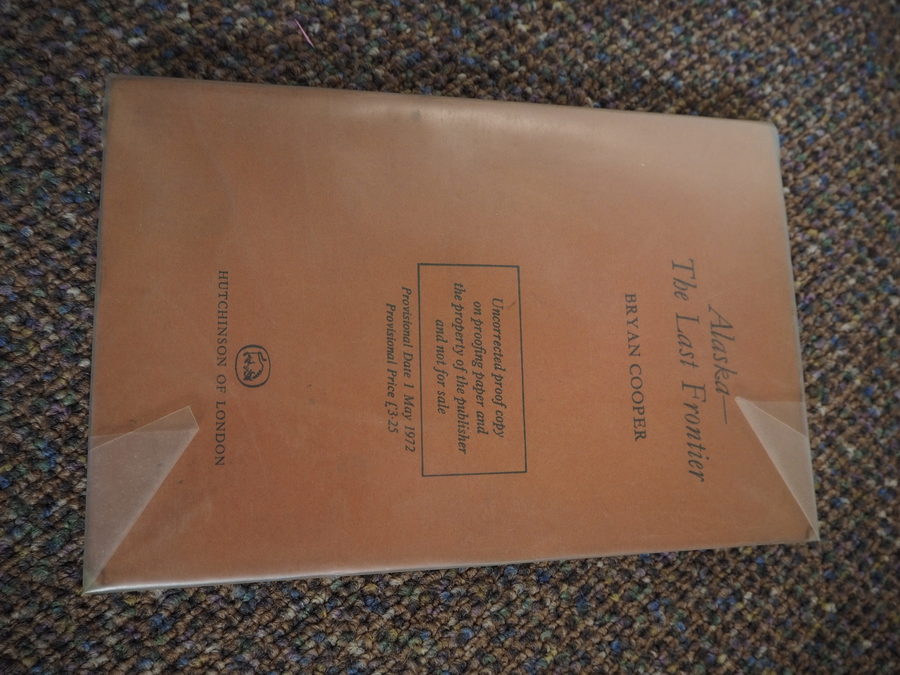 Alaska—
The Last Frontier
BRYAN COOPER
Uncorrected proof copy
on proofing paper and
the property of the publisher
and not for sale
Provisional Date 1 May 1972
Provisional Price £3·25
HUTCHINSON OF LONDON